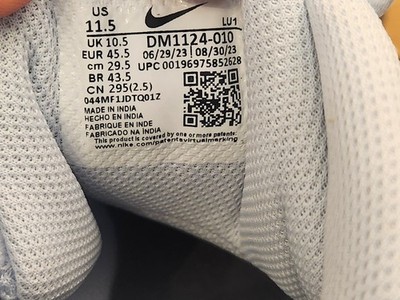 US
11.5
LU1
UK 10.5 DM1124-010
EUR 45.5 06/29/23 08/30/23
cm 29.5 UPC 00196975852628
BR 43.5
CN 295(2.5)
044MF1JDTQ01Z
MADE IN INDIA
HECHO EN INDIA
FABRIQUE EN INDE
FABRICADO NA ÍNDIA
This product is covered by one or more patents. See
www.nike.com/patentsvirtualmarking